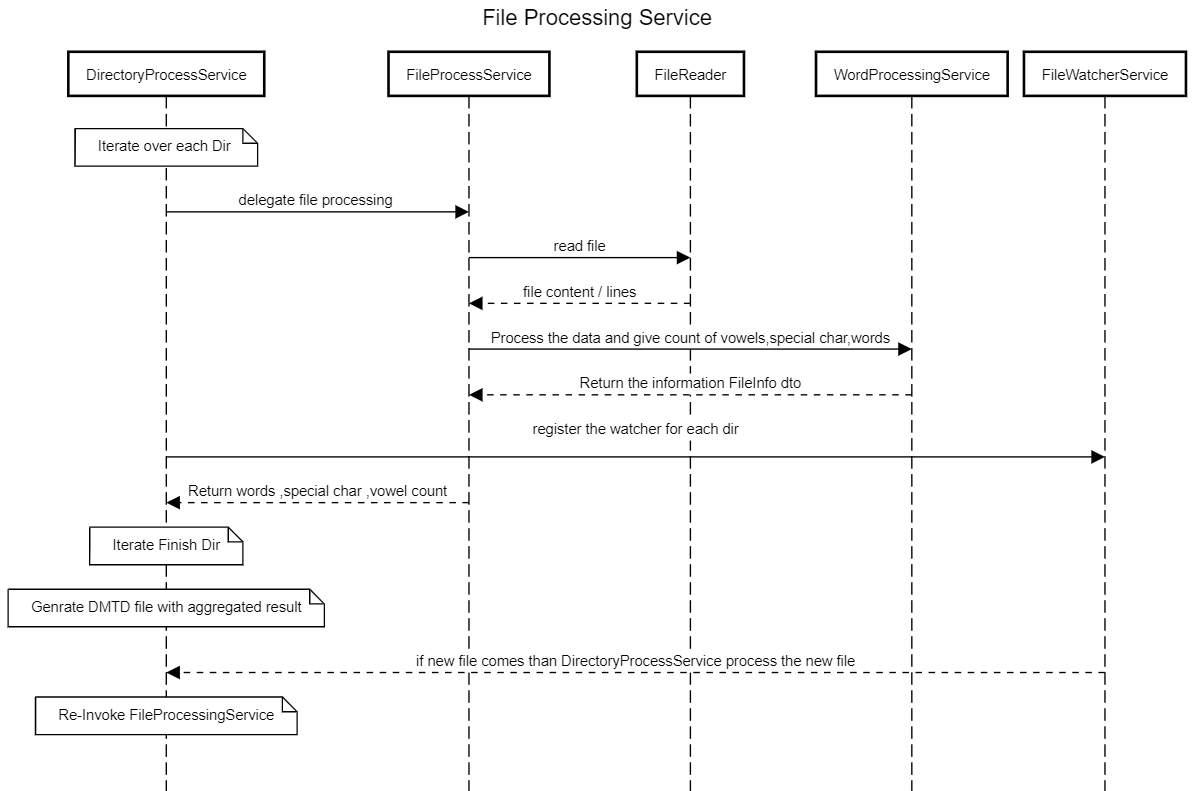 File Processing Service
DirectoryProcessService
FileProcessService
FileReader
WordProcessingService
FileWatcherService
Iterate over each Dir
delegate file processing
read file
file content / lines
Process the data and give count of vowels,special char,words
Return the information FileInfo dto
register the watcher for each dir
Return words ,special char ,vowel count
Iterate Finish Dir
Genrate DMTD file with aggregated result
if new file comes than DirectoryProcessService process the new file
Re-Invoke FileProcessingService